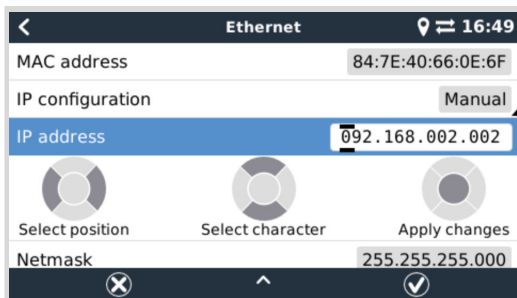 Ethernet 16:49
MAC address 84:7E:40:66:0E:6F
IP configuration Manual
IP address 092.168.002.002
Select position Select character Apply changes
Netmask 255.255.255.000